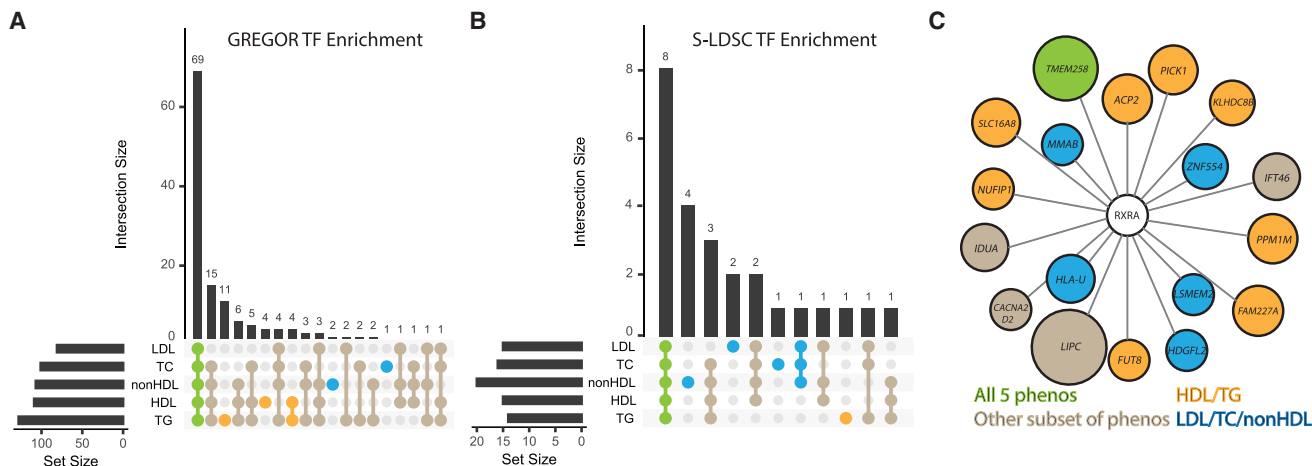 A
GREGOR TF Enrichment
Intersection Size
60
40
20
0
69
15
11
6
5
4
4
4
3
3
2
2
2
2
1
1
1
1
1
LDL
TC
nonHDL
HDL
TG
100
50
0
Set Size
B
S-LDSC TF Enrichment
Intersection Size
8
6
4
2
0
8
4
3
2
2
1
1
1
1
1
1
LDL
TC
nonHDL
HDL
TG
20
15
10
5
0
Set Size
C
TMEM258
PICK1
ACP2
KLHDC8B
SLC16A8
MMAB
ZNF554
IFT46
NUFIP1
RXRA
PPM1M
IDUA
HLA-U
LSMEM2
CACNA2
D2
FAM227A
LIPC
FUT8
HDGFL2
All 5 phenos
HDL/TG
Other subset of phenos
LDL/TC/nonHDL